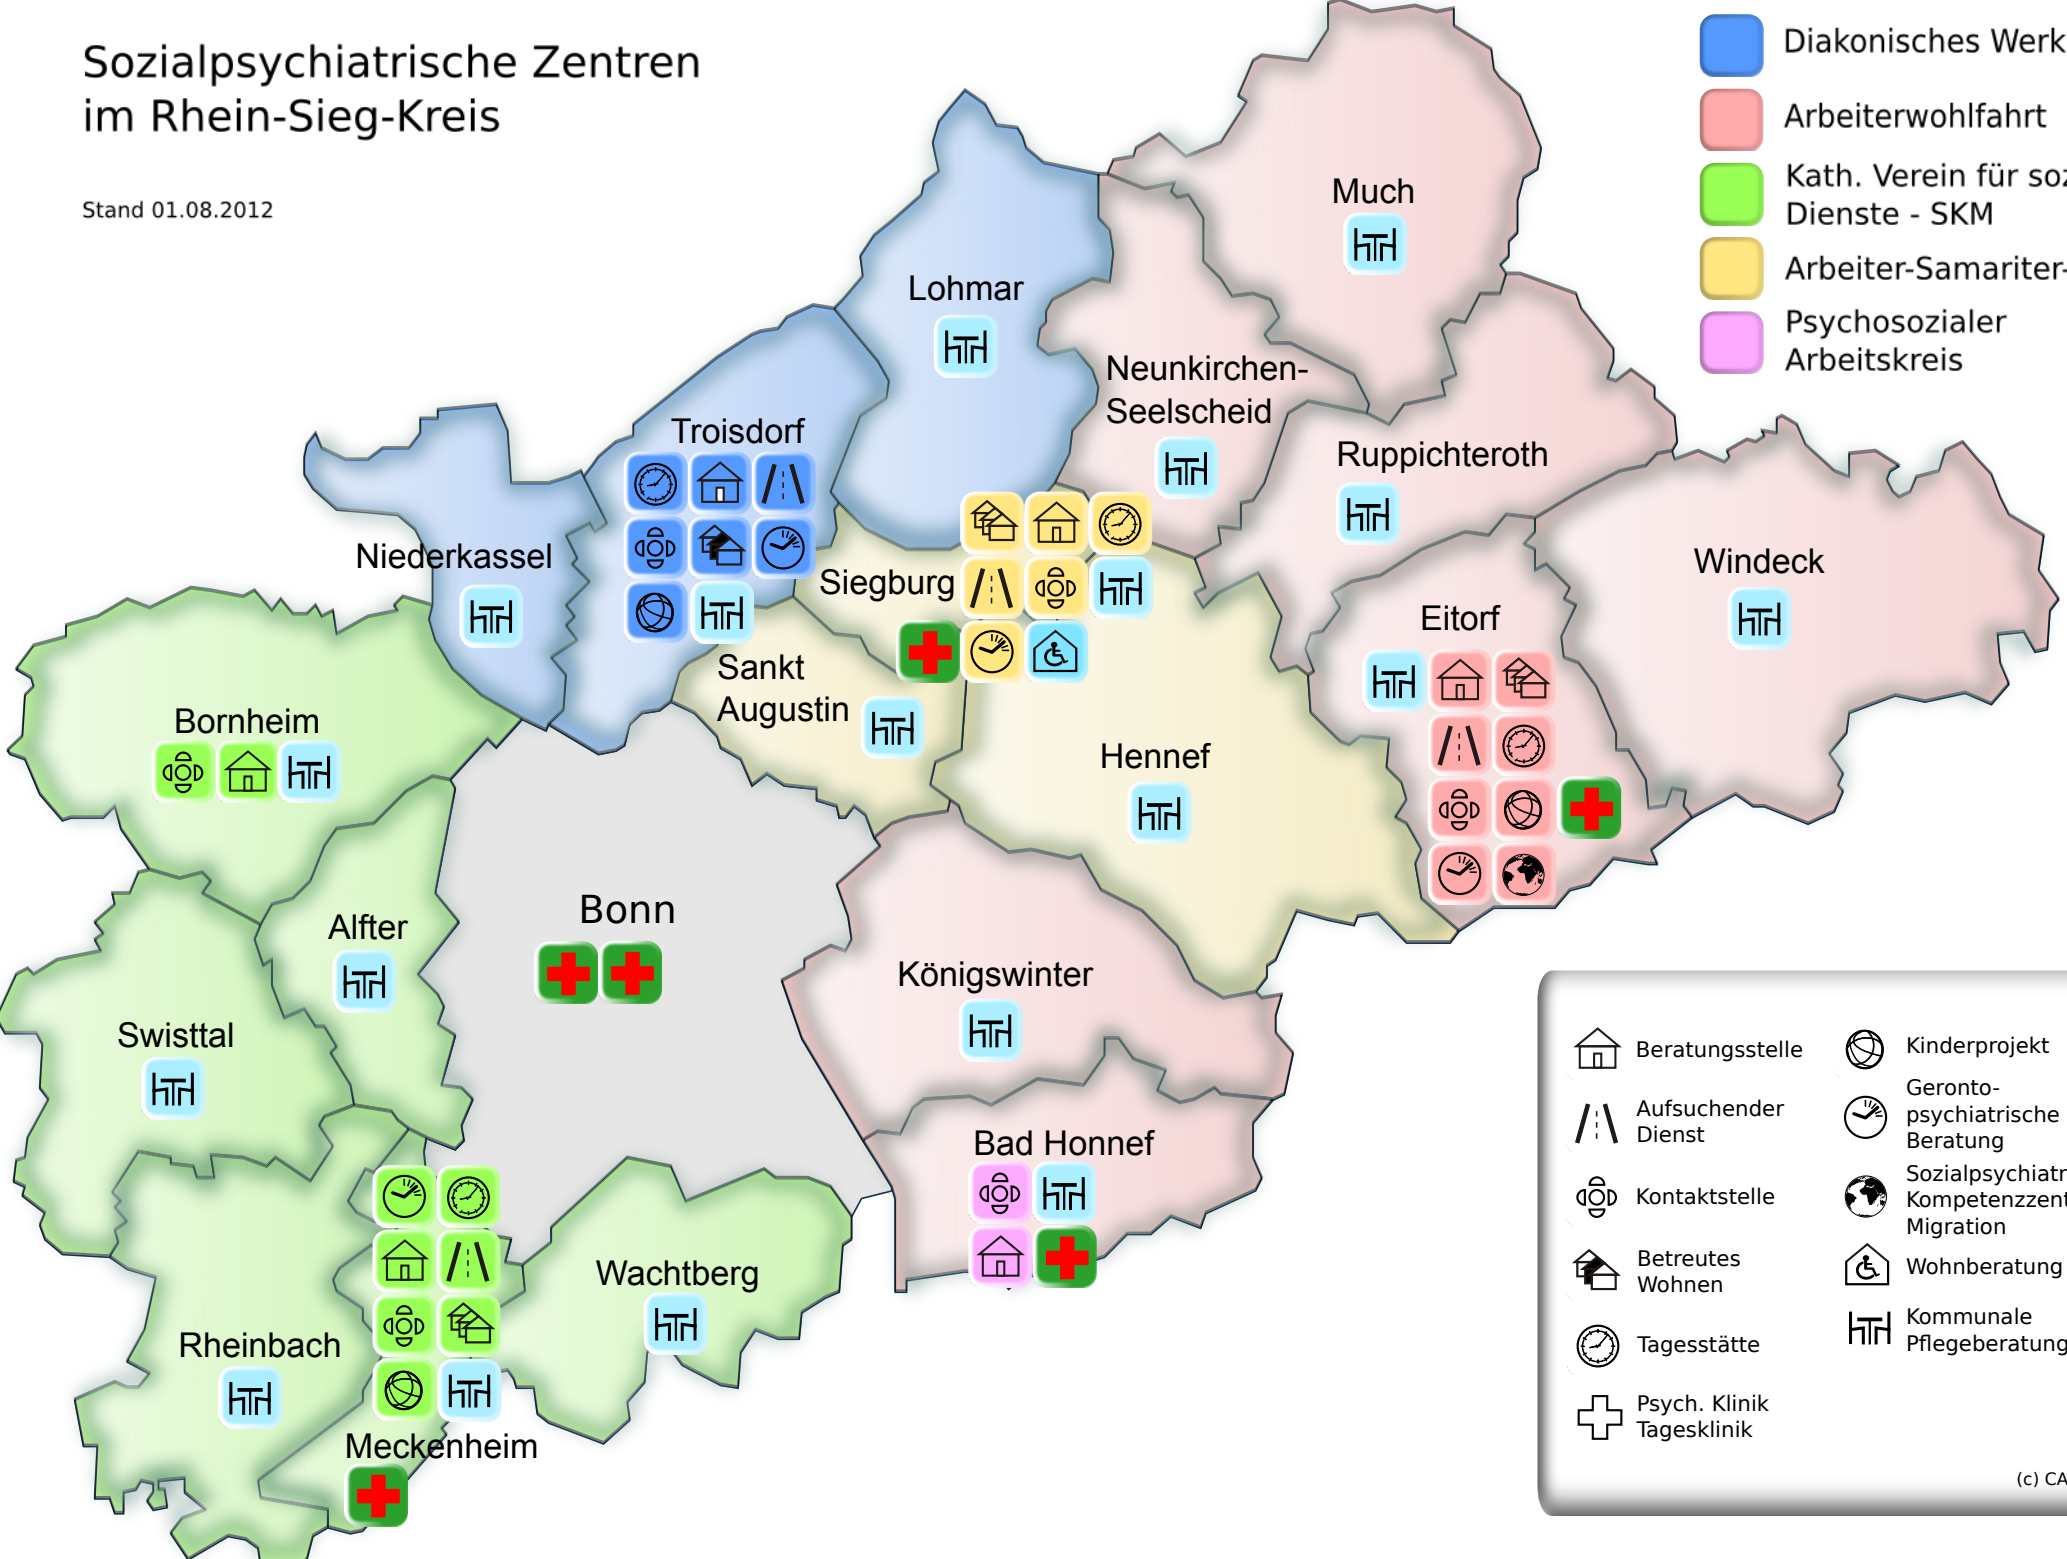 Sozialpsychiatrische Zentren
im Rhein-Sieg-Kreis
Stand 01.08.2012
Diakonisches Werk
Arbeiterwohlfahrt
Kath. Verein für soz
Dienste - SKM
Arbeiter-Samariter-
Psychosozialer
Arbeitskreis
Much
Lohmar
Neunkirchen-
Seelscheid
Troisdorf
Ruppichteroth
Niederkassel
Siegburg
Windeck
Eitorf
Sankt
Augustin
Bornheim
Hennef
Bonn
Alfter
Königswinter
Swisttal
Bad Honnef
Wachtberg
Rheinbach
Meckenheim
Beratungsstelle
Aufsuchender
Dienst
Kontaktstelle
Betreutes
Wohnen
Tagesstätte
Psych. Klinik
Tagesklinik
Kinderprojekt
Geronto-
psychiatrische
Beratung
Sozialpsychiatr
Kompetenzzent
Migration
Wohnberatung
Kommunale
Pflegeberatung
(c) CA